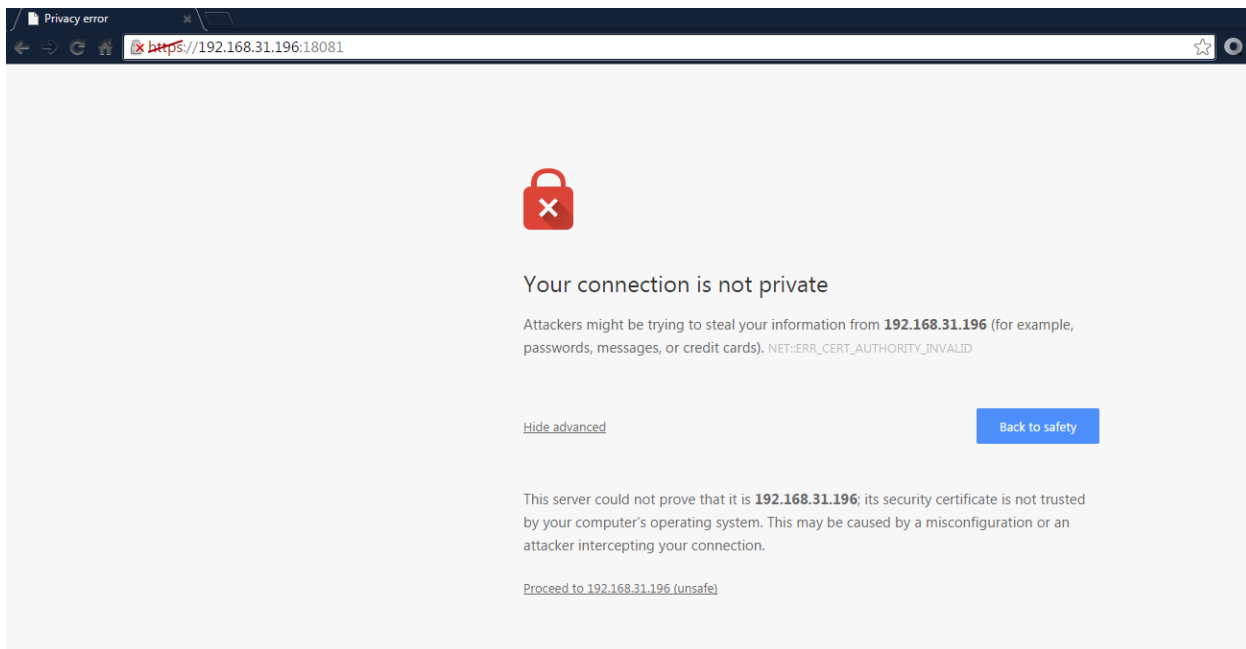 Privacy error
https://192.168.31.196:18081
Your connection is not private
Attackers might be trying to steal your information from 192.168.31.196 (for example,
passwords, messages, or credit cards). NET::ERR_CERT_AUTHORITY_INVALID
Hide advanced
Back to safety
This server could not prove that it is 192.168.31.196; its security certificate is not trusted
by your computer's operating system. This may be caused by a misconfiguration or an
attacker intercepting your connection.
Proceed to 192.168.31.196 (unsafe)